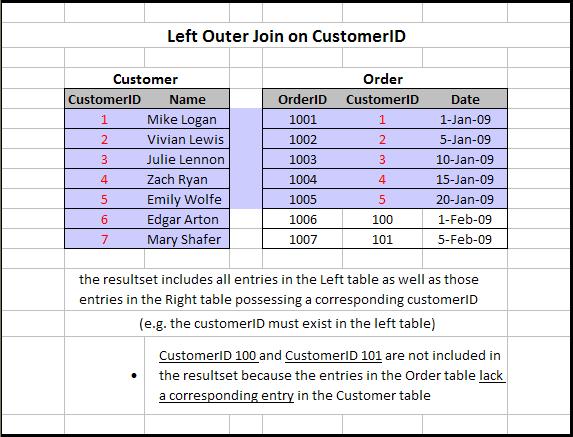 Left Outer Join on CustomerID
Customer Order
CustomerID Name OrderID CustomerID Date
1 Mike Logan 1001 1 1-Jan-09
2 Vivian Lewis 1002 2 5-Jan-09
3 Julie Lennon 1003 3 10-Jan-09
4 Zach Ryan 1004 4 15-Jan-09
5 Emily Wolfe 1005 5 20-Jan-09
6 Edgar Arton 1006 100 1-Feb-09
7 Mary Shafer 1007 101 5-Feb-09
the resultset includes all entries in the Left table as well as those
entries in the Right table possessing a corresponding customerID
(e.g. the customerID must exist in the left table)
CustomerID 100 and CustomerID 101 are not included in
• the resultset because the entries in the Order table lack
a corresponding entry in the Customer table